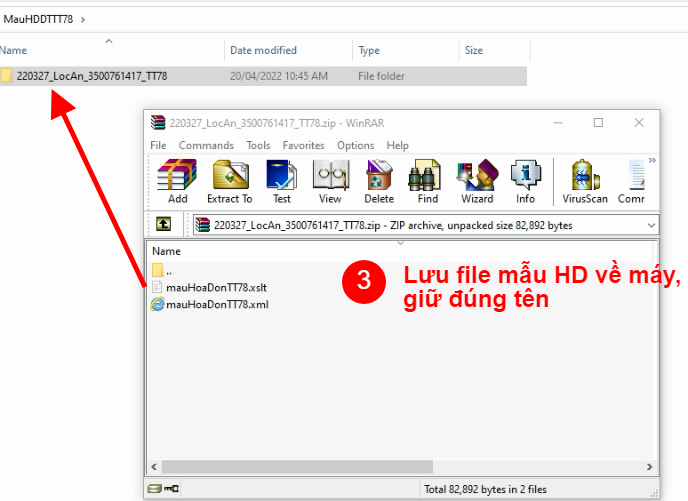 MauHDDTTT78 >
Name
Date modified
Type
Size
220327_LocAn_3500761417_TT78
20/04/2022 10:45 AM
File folder
220327_LocAn_3500761417_TT78.zip - WinRAR
File Commands Tools Favorites Options Help
Add Extract To Test View Delete Find Wizard Info VirusScan Comr
220327_LocAn_3500761417_TT78.zip - ZIP archive, unpacked size 82,892 bytes
Name
..
mauHoaDonTT78.xslt
mauHoaDonTT78.xml
3
Lưu file mẫu HD về máy,
giữ đúng tên
Total 82,892 bytes in 2 files